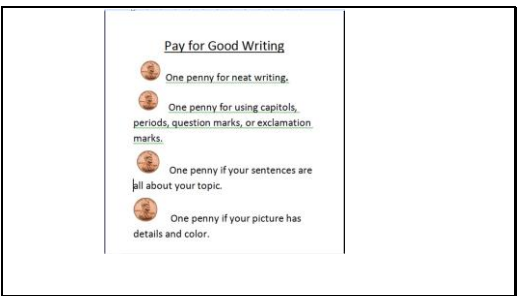 Pay for Good Writing
One penny for neat writing.
One penny for using capitols,
periods, question marks, or exclamation
marks.
One penny if your sentences are
all about your topic.
One penny if your picture has
details and color.